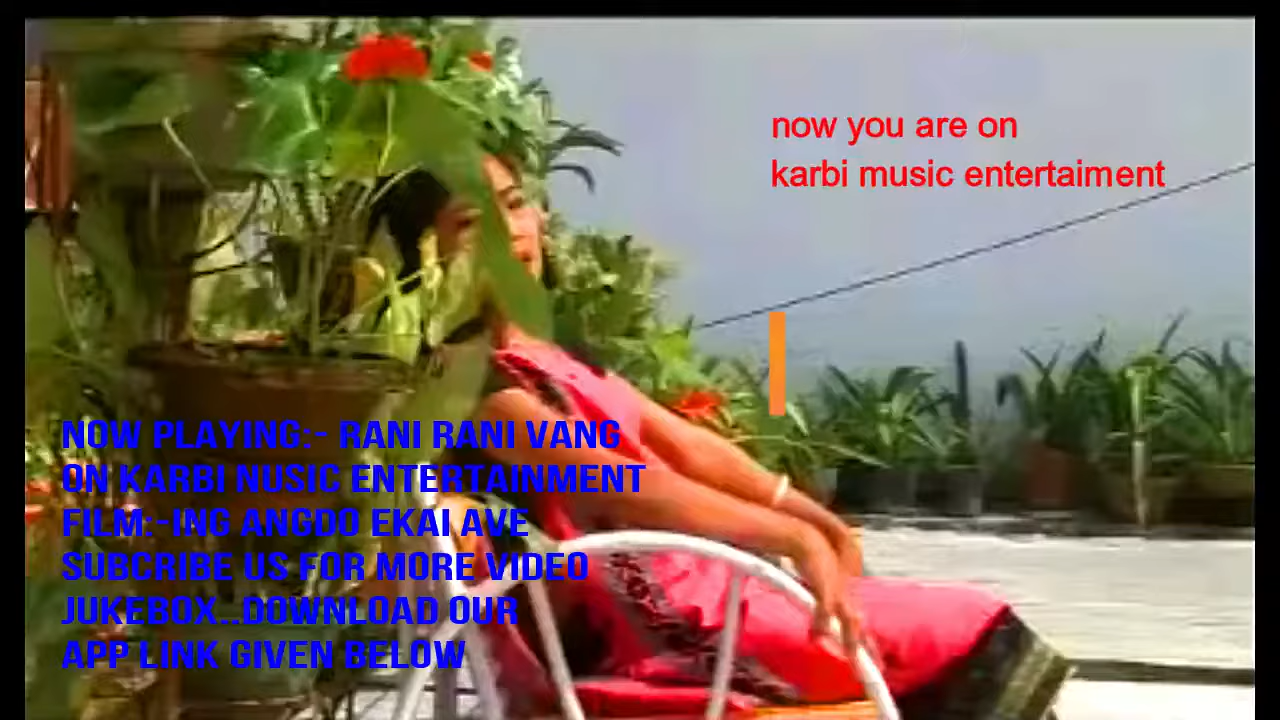 now you are on
karbi music entertaiment
NOW PLAYING:- RANI RANI VANG
ON KARBI NUSIC ENTERTAINMENT
FILM:-ING ANGDO EKAI AVE
SUBCRIBE US FOR MORE VIDEO
JUKEBOX..DOWNLOAD OUR
APP LINK GIVEN BELOW